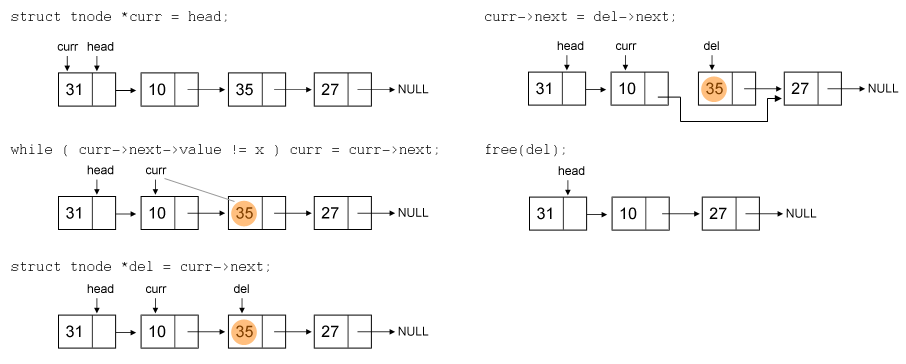 struct tnode *curr = head;
curr head
31 10 35 27 NULL
while ( curr->next->value != x ) curr = curr->next;
head curr
31 10 35 27 NULL
struct tnode *del = curr->next;
head curr del
31 10 35 27 NULL
curr->next = del->next;
head curr del
31 10 35 27 NULL
free(del);
head
31 10 27 NULL